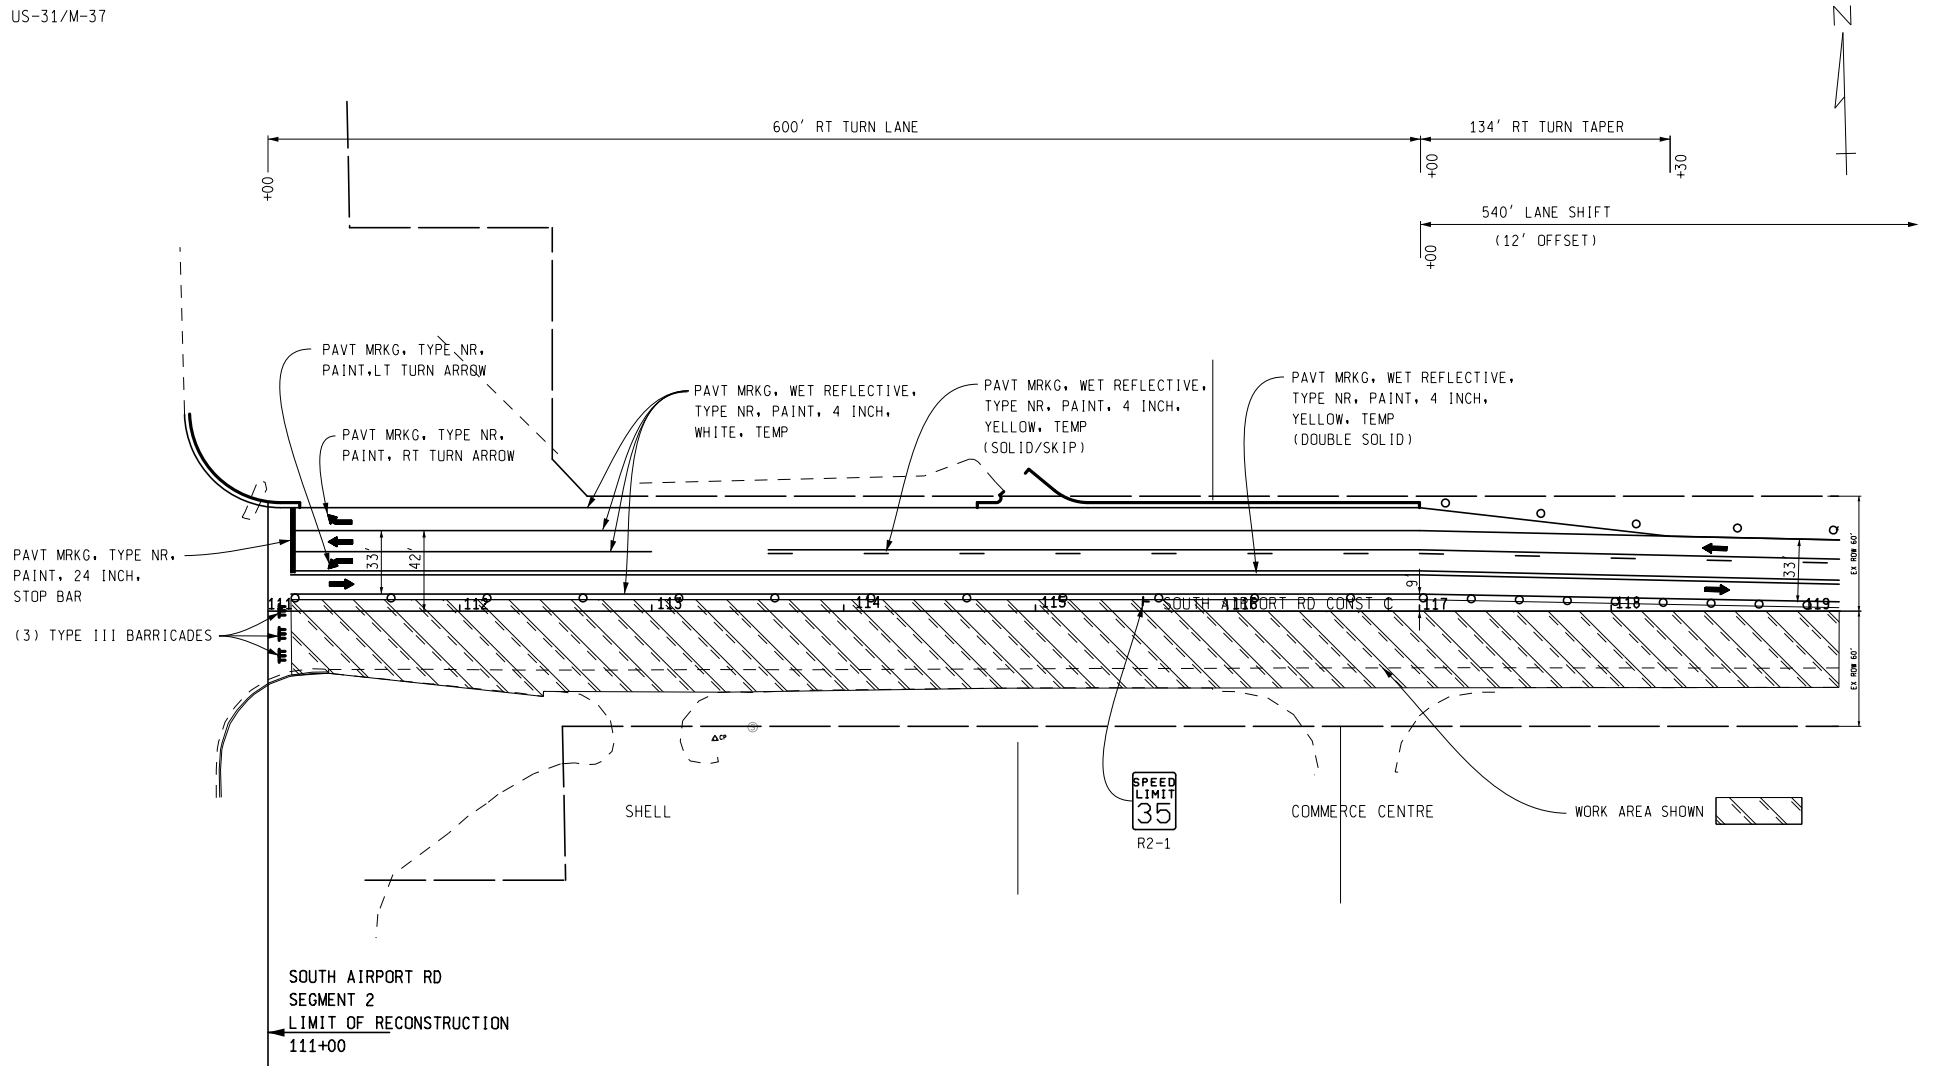 US-31/M-37
N
600' RT TURN LANE
134' RT TURN TAPER
+00
+00
+30
540' LANE SHIFT
(12' OFFSET)
+00
PAVT MRKG, TYPE NR,
PAINT,LT TURN ARROW
PAVT MRKG, TYPE NR,
PAINT, RT TURN ARROW
PAVT MRKG, WET REFLECTIVE,
TYPE NR, PAINT, 4 INCH,
WHITE, TEMP
PAVT MRKG, WET REFLECTIVE,
TYPE NR, PAINT, 4 INCH,
YELLOW, TEMP
(SOLID/SKIP)
PAVT MRKG, WET REFLECTIVE,
TYPE NR, PAINT, 4 INCH,
YELLOW, TEMP
(DOUBLE SOLID)
PAVT MRKG, TYPE NR,
PAINT, 24 INCH,
STOP BAR
33'
42'
9'
33'
EX ROW 60'
EX ROW 60'
111
112
113
114
115
116
117
118
119
SOUTH AIRPORT RD CONST ℄
(3) TYPE III BARRICADES
CP
3
SHELL
SPEED
LIMIT
35
R2-1
COMMERCE CENTRE
WORK AREA SHOWN
SOUTH AIRPORT RD
SEGMENT 2
LIMIT OF RECONSTRUCTION
111+00